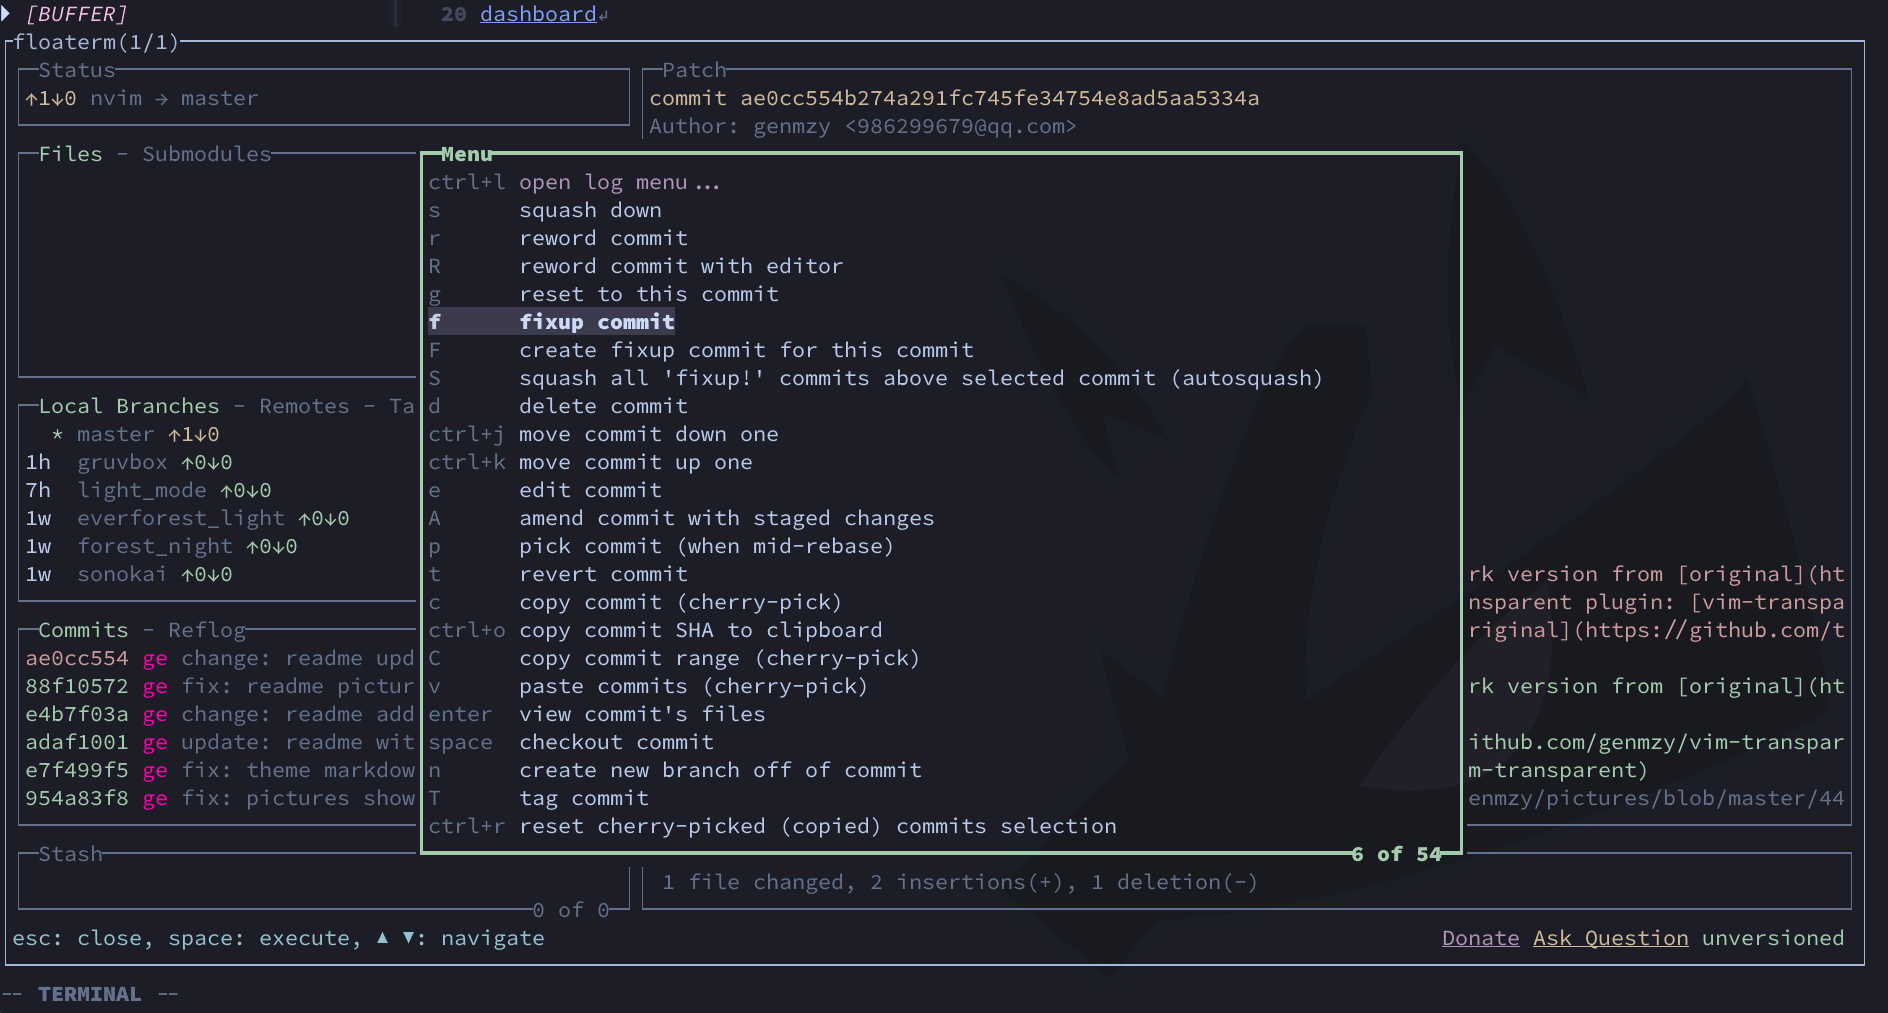 [BUFFER]
20 dashboard↲
floaterm(1/1)
Status
↑1↓0 nvim → master
Patch
commit ae0cc554b274a291fc745fe34754e8ad5aa5334a
Author: genmzy <986299679@qq.com>
Files - Submodules
Menu
ctrl+l open log menu...
s squash down
r reword commit
R reword commit with editor
g reset to this commit
f fixup commit
F create fixup commit for this commit
S squash all 'fixup!' commits above selected commit (autosquash)
d delete commit
ctrl+j move commit down one
ctrl+k move commit up one
e edit commit
A amend commit with staged changes
p pick commit (when mid-rebase)
t revert commit
c copy commit (cherry-pick)
ctrl+o copy commit SHA to clipboard
C copy commit range (cherry-pick)
v paste commits (cherry-pick)
enter view commit's files
space checkout commit
n create new branch off of commit
T tag commit
ctrl+r reset cherry-picked (copied) commits selection
6 of 54
Local Branches - Remotes - Ta
* master ↑1↓0
1h gruvbox ↑0↓0
7h light_mode ↑0↓0
1w everforest_light ↑0↓0
1w forest_night ↑0↓0
1w sonokai ↑0↓0
Commits - Reflog
ae0cc554 ge change: readme upd
88f10572 ge fix: readme pictur
e4b7f03a ge change: readme add
adaf1001 ge update: readme wit
e7f499f5 ge fix: theme markdow
954a83f8 ge fix: pictures show
rk version from [original](ht
nsparent plugin: [vim-transpa
riginal](https://github.com/t
rk version from [original](ht
ithub.com/genmzy/vim-transpar
m-transparent)
enmzy/pictures/blob/master/44
Stash
0 of 0
1 file changed, 2 insertions(+), 1 deletion(-)
esc: close, space: execute, ▲ ▼: navigate
Donate Ask Question unversioned
-- TERMINAL --